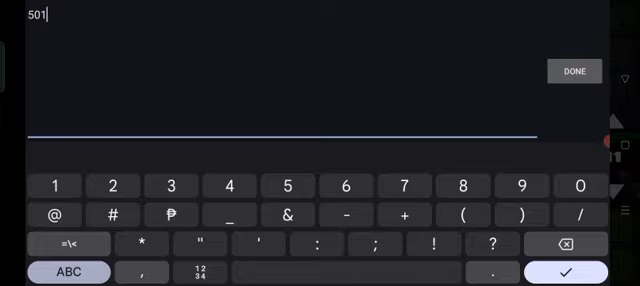 501
DONE
1 2 3 4 5 6 7 8 9 0
@ # ₱ _ & - + ( ) /
=\< * " ' : ; ! ?
ABC , 12 34 .